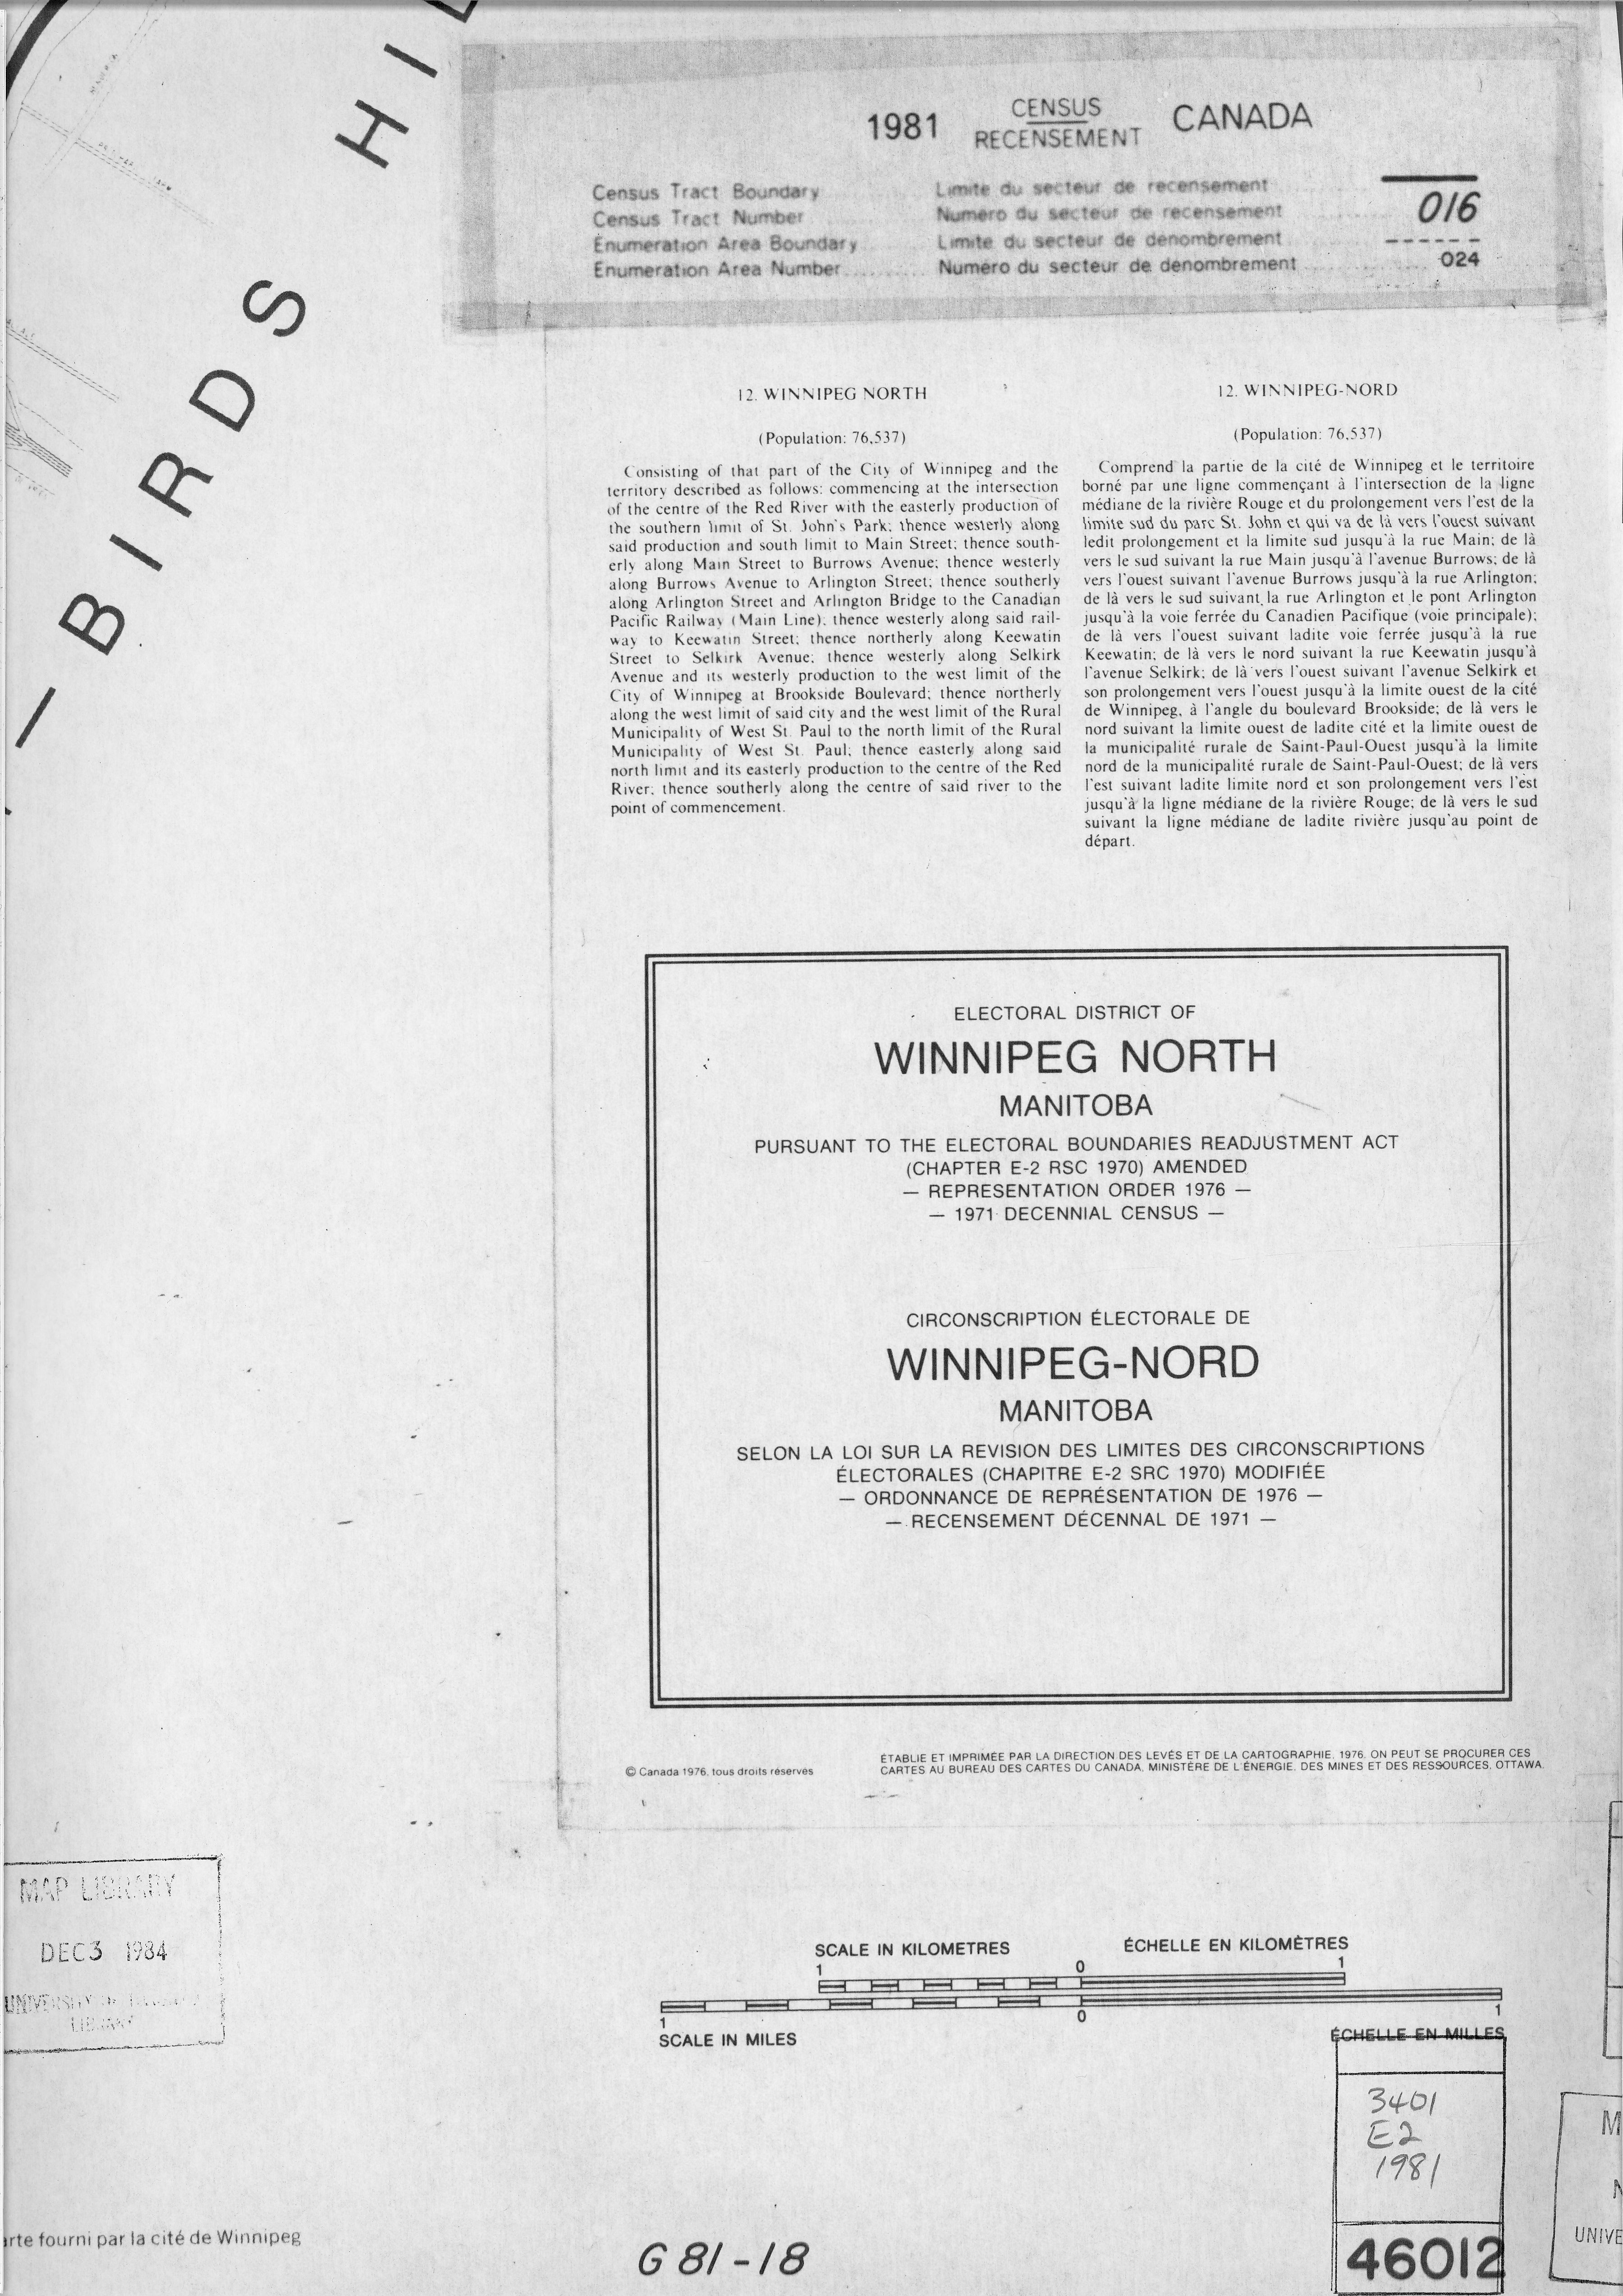 BIRDS HI
1981 CENSUS RECENSEMENT CANADA
Census Tract Boundary Limite du secteur de recensement
Census Tract Number Numéro du secteur de recensement 016
Enumeration Area Boundary Limite du secteur de dénombrement
Enumeration Area Number Numéro du secteur de dénombrement 024
12. WINNIPEG NORTH
(Population: 76,537)
Consisting of that part of the City of Winnipeg and the
territory described as follows: commencing at the intersection
of the centre of the Red River with the easterly production of
the southern limit of St. John's Park; thence westerly along
said production and south limit to Main Street; thence south-
erly along Main Street to Burrows Avenue; thence westerly
along Burrows Avenue to Arlington Street; thence southerly
along Arlington Street and Arlington Bridge to the Canadian
Pacific Railway (Main Line); thence westerly along said rail-
way to Keewatin Street; thence northerly along Keewatin
Street to Selkirk Avenue; thence westerly along Selkirk
Avenue and its westerly production to the west limit of the
City of Winnipeg at Brookside Boulevard; thence northerly
along the west limit of said city and the west limit of the Rural
Municipality of West St. Paul to the north limit of the Rural
Municipality of West St. Paul; thence easterly along said
north limit and its easterly production to the centre of the Red
River; thence southerly along the centre of said river to the
point of commencement.
12. WINNIPEG-NORD
(Population: 76,537)
Comprend la partie de la cité de Winnipeg et le territoire
borné par une ligne commençant à l'intersection de la ligne
médiane de la rivière Rouge et du prolongement vers l'est de la
limite sud du parc St. John et qui va de là vers l'ouest suivant
ledit prolongement et la limite sud jusqu'à la rue Main; de là
vers le sud suivant la rue Main jusqu'à l'avenue Burrows; de là
vers l'ouest suivant l'avenue Burrows jusqu'à la rue Arlington;
de là vers le sud suivant la rue Arlington et le pont Arlington
jusqu'à la voie ferrée du Canadien Pacifique (voie principale);
de là vers l'ouest suivant ladite voie ferrée jusqu'à la rue
Keewatin; de là vers le nord suivant la rue Keewatin jusqu'à
l'avenue Selkirk; de là vers l'ouest suivant l'avenue Selkirk et
son prolongement vers l'ouest jusqu'à la limite ouest de la cité
de Winnipeg, à l'angle du boulevard Brookside; de là vers le
nord suivant la limite ouest de ladite cité et la limite ouest de
la municipalité rurale de Saint-Paul-Ouest jusqu'à la limite
nord de la municipalité rurale de Saint-Paul-Ouest; de là vers
l'est suivant ladite limite nord et son prolongement vers l'est
jusqu'à la ligne médiane de la rivière Rouge; de là vers le sud
suivant la ligne médiane de ladite rivière jusqu'au point de
départ.
ELECTORAL DISTRICT OF
WINNIPEG NORTH
MANITOBA
PURSUANT TO THE ELECTORAL BOUNDARIES READJUSTMENT ACT
(CHAPTER E-2 RSC 1970) AMENDED
— REPRESENTATION ORDER 1976 —
— 1971 DECENNIAL CENSUS —
CIRCONSCRIPTION ÉLECTORALE DE
WINNIPEG-NORD
MANITOBA
SELON LA LOI SUR LA REVISION DES LIMITES DES CIRCONSCRIPTIONS
ÉLECTORALES (CHAPITRE E-2 SRC 1970) MODIFIÉE
— ORDONNANCE DE REPRÉSENTATION DE 1976 —
— RECENSEMENT DÉCENNAL DE 1971 —
© Canada 1976, tous droits réservés
ÉTABLIE ET IMPRIMÉE PAR LA DIRECTION DES LEVÉS ET DE LA CARTOGRAPHIE, 1976. ON PEUT SE PROCURER CES
CARTES AU BUREAU DES CARTES DU CANADA, MINISTÈRE DE L'ÉNERGIE, DES MINES ET DES RESSOURCES, OTTAWA.
MAP LIBRARY
DEC 3 1984
UNIVERSITY OF
LIBRARY
SCALE IN KILOMETRES ÉCHELLE EN KILOMÈTRES
1 0 1
1 0 1
SCALE IN MILES ÉCHELLE EN MILLES
3401
E2
1981
46012
M
N
UNIVE
arte fourni par la cité de Winnipeg
G 81-18